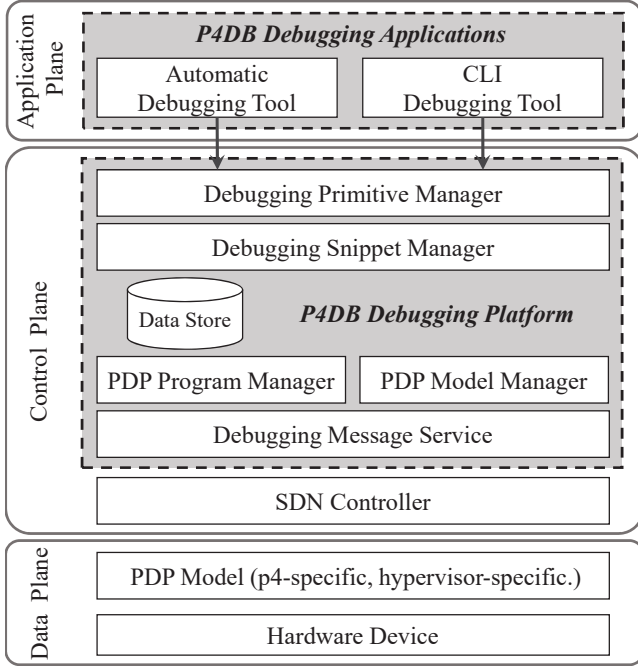 Application
Plane
P4DB Debugging Applications
Automatic
Debugging Tool
CLI
Debugging Tool
Control Plane
Debugging Primitive Manager
Debugging Snippet Manager
Data Store
P4DB Debugging Platform
PDP Program Manager
PDP Model Manager
Debugging Message Service
SDN Controller
Data Plane
PDP Model (p4-specific, hypervisor-specific.)
Hardware Device